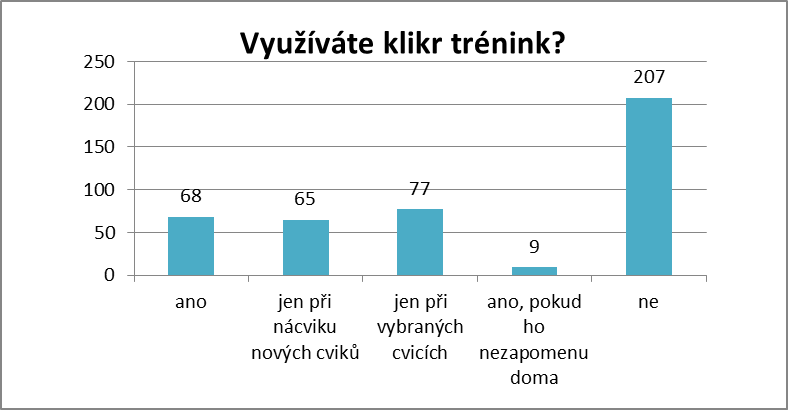 Využíváte klikr trénink?
250
200
150
100
50
0
68
65
77
9
207
ano
jen při
nácviku
nových cviků
jen při
vybraných
cvicích
ano, pokud
ho
nezapomenu
doma
ne